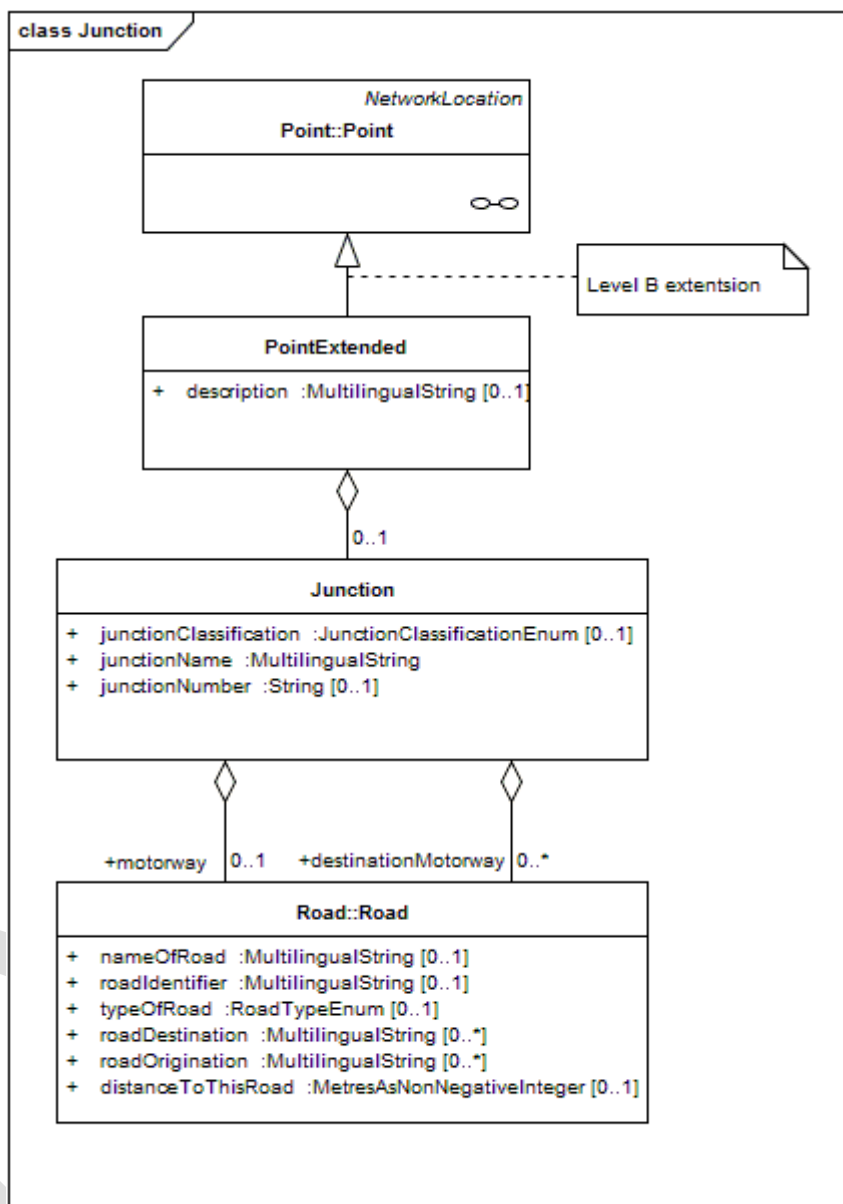 class Junction
NetworkLocation
Point::Point
Level B extentsion
PointExtended
+ description :MultilingualString [0..1]
0..1
Junction
+ junctionClassification :JunctionClassificationEnum [0..1]
+ junctionName :MultilingualString
+ junctionNumber :String [0..1]
+motorway 0..1 +destinationMotorway 0..*
Road::Road
+ nameOfRoad :MultilingualString [0..1]
+ roadIdentifier :MultilingualString [0..1]
+ typeOfRoad :RoadTypeEnum [0..1]
+ roadDestination :MultilingualString [0..*]
+ roadOrigination :MultilingualString [0..*]
+ distanceToThisRoad :MetresAsNonNegativeInteger [0..1]